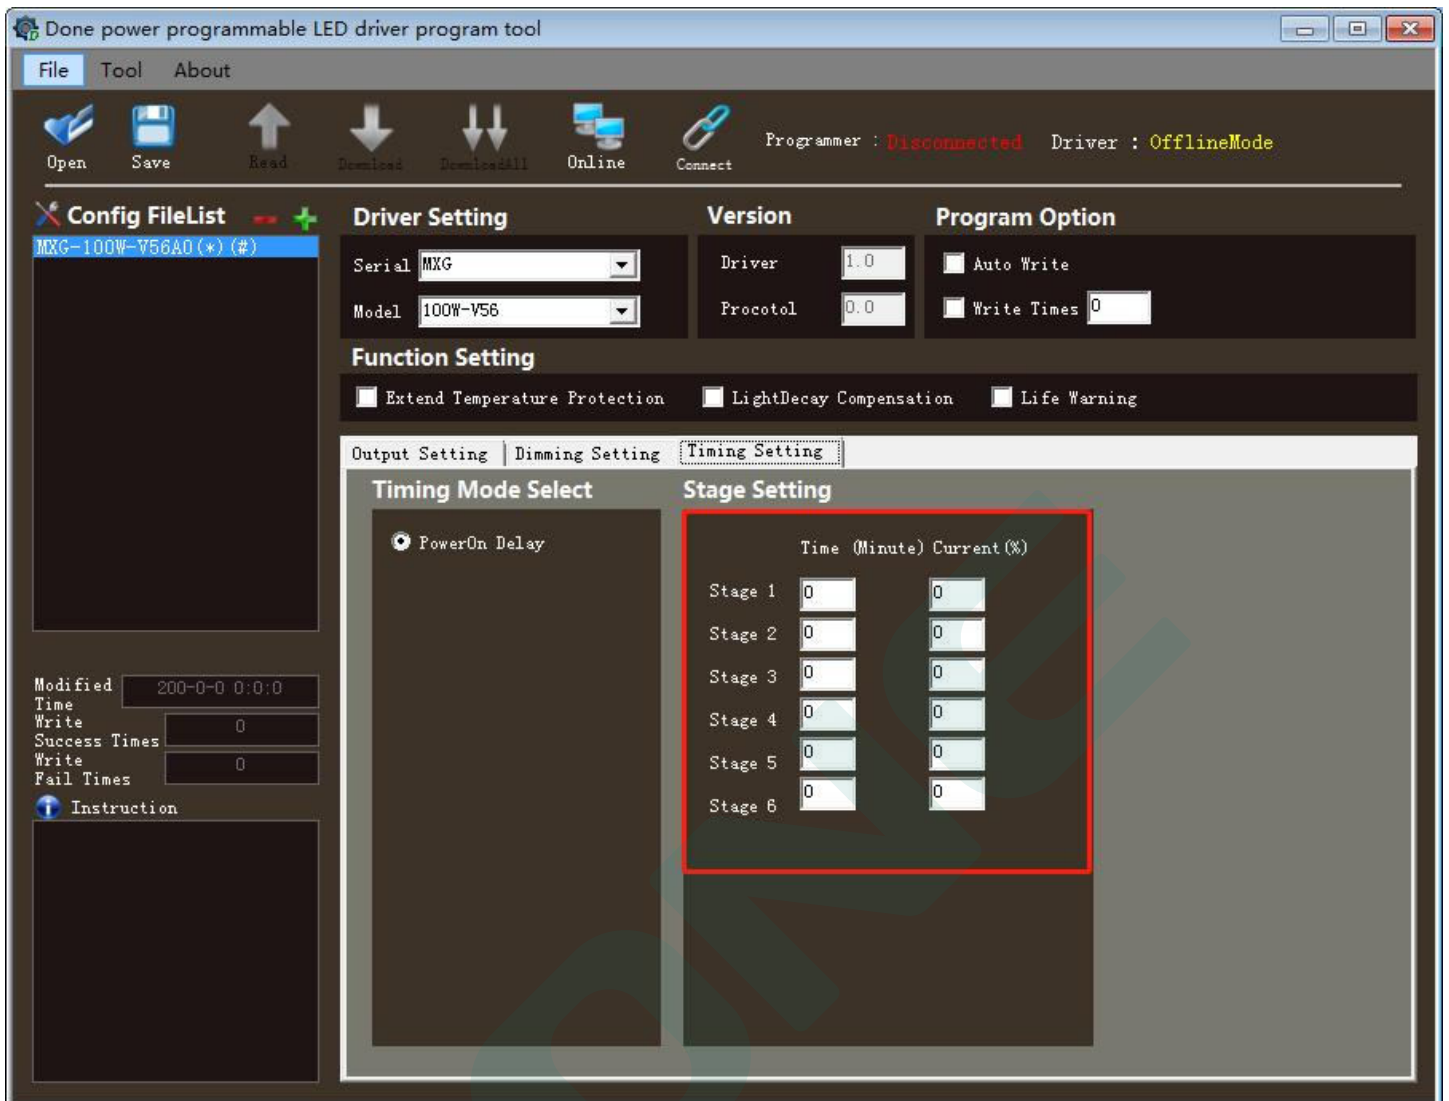 Done power programmable LED driver program tool
File Tool About
Open Save Read Download DownloadAll Online Connect Programmer : Disconnected Driver : OfflineMode
Config FileList
MXG-100W-V56A0(*)(#)
Driver Setting
Serial MXG
Model 100W-V56
Version
Driver 1.0
Procotol 0.0
Program Option
Auto Write
Write Times 0
Function Setting
Extend Temperature Protection LightDecay Compensation Life Warning
Output Setting Dimming Setting Timing Setting
Timing Mode Select
PowerOn Delay
Stage Setting
Time (Minute) Current(%)
Stage 1 0 0
Stage 2 0 0
Stage 3 0 0
Stage 4 0 0
Stage 5 0 0
Stage 6 0 0
Modified
Time 200-0-0 0:0:0
Write
Success Times 0
Write
Fail Times 0
Instruction